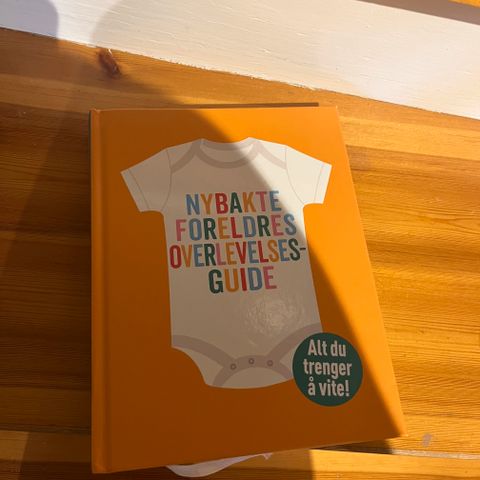 NYBAKTE
FORELDRES
OVERLEVELSES-
GUIDE
Alt du
trenger
å vite!